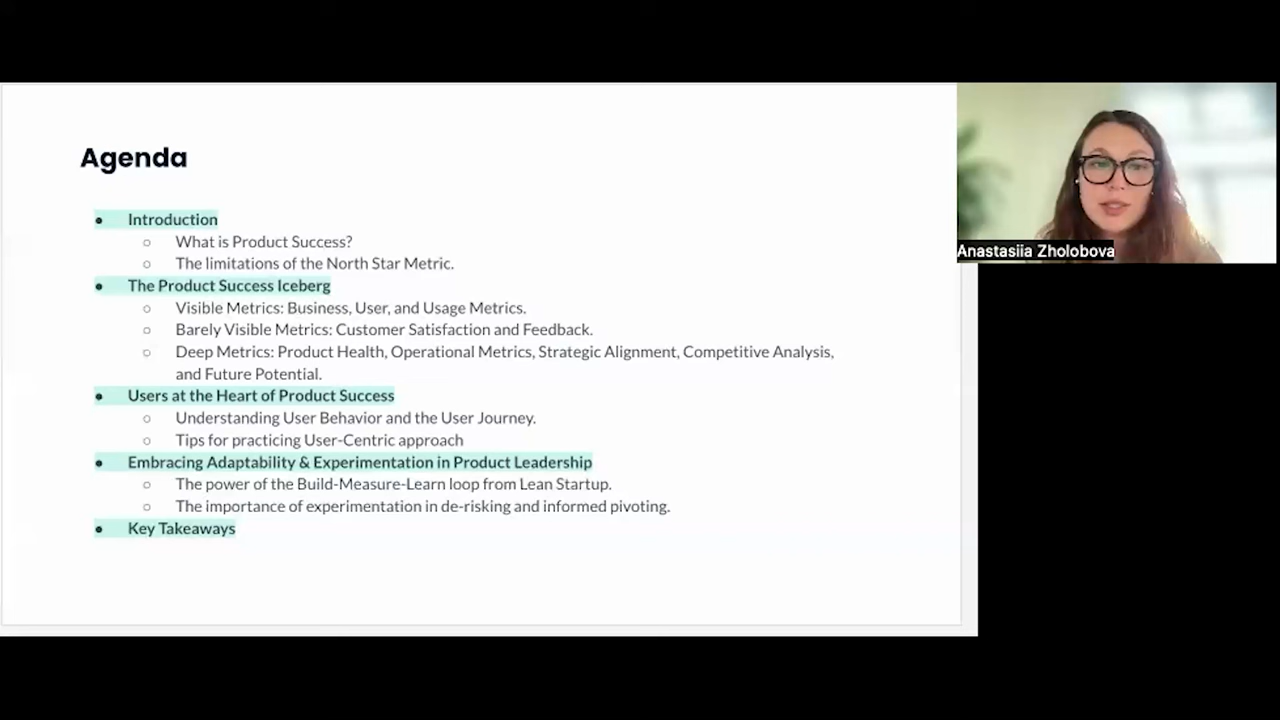 Agenda
● Introduction
○ What is Product Success?
○ The limitations of the North Star Metric.
● The Product Success Iceberg
○ Visible Metrics: Business, User, and Usage Metrics.
○ Barely Visible Metrics: Customer Satisfaction and Feedback.
○ Deep Metrics: Product Health, Operational Metrics, Strategic Alignment, Competitive Analysis,
and Future Potential.
● Users at the Heart of Product Success
○ Understanding User Behavior and the User Journey.
○ Tips for practicing User-Centric approach
● Embracing Adaptability & Experimentation in Product Leadership
○ The power of the Build-Measure-Learn loop from Lean Startup.
○ The importance of experimentation in de-risking and informed pivoting.
● Key Takeaways
Anastasiia Zholobova